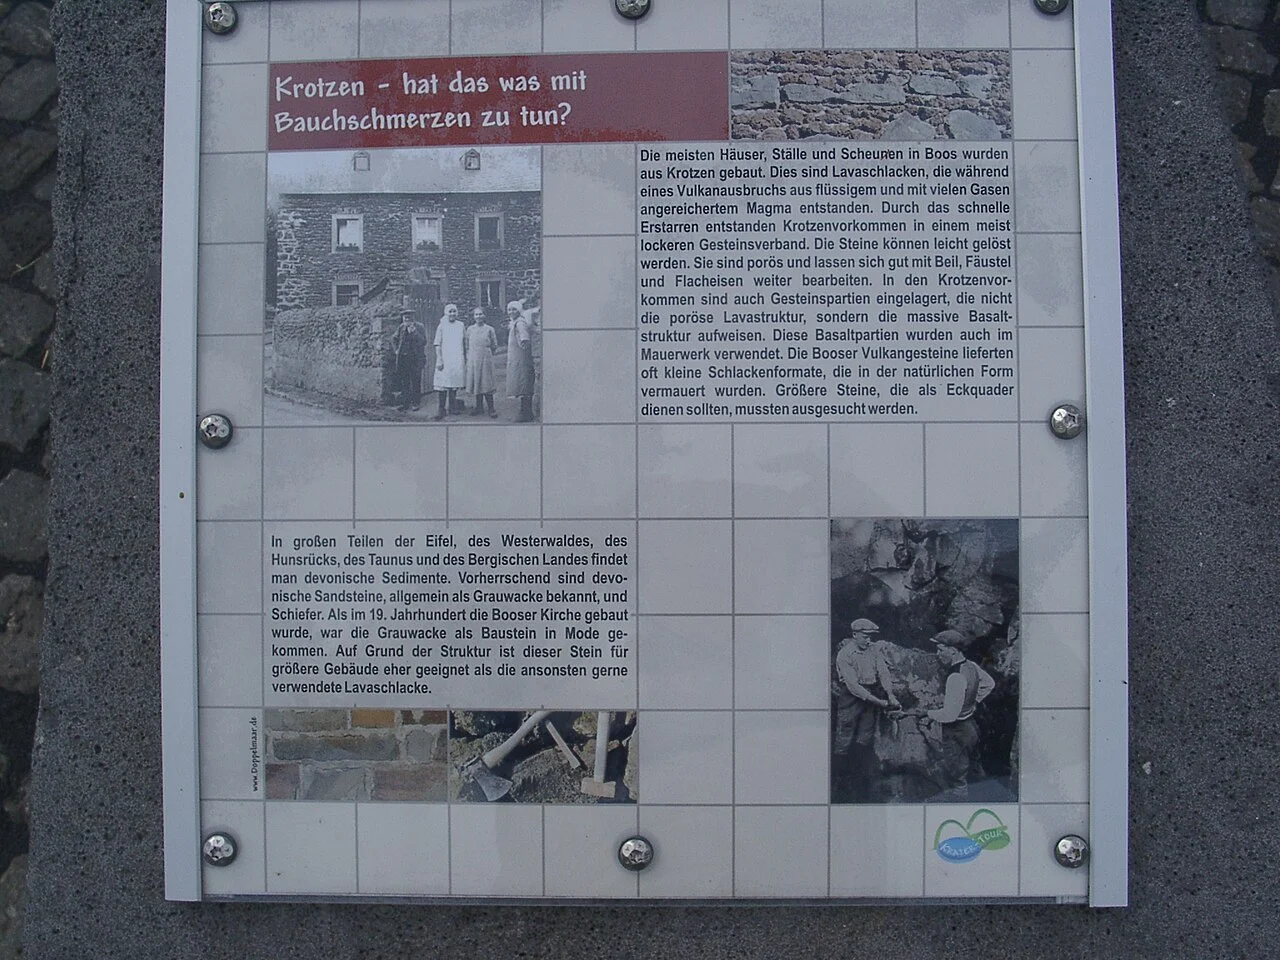 Krotzen - hat das was mit
Bauchschmerzen zu tun?
Die meisten Häuser, Ställe und Scheunen in Boos wurden
aus Krotzen gebaut. Dies sind Lavaschlacken, die während
eines Vulkanausbruchs aus flüssigem und mit vielen Gasen
angereichertem Magma entstanden. Durch das schnelle
Erstarren entstanden Krotzenvorkommen in einem meist
lockeren Gesteinsverband. Die Steine können leicht gelöst
werden. Sie sind porös und lassen sich gut mit Beil, Fäustel
und Flacheisen weiter bearbeiten. In den Krotzenvor-
kommen sind auch Gesteinspartien eingelagert, die nicht
die poröse Lavastruktur, sondern die massive Basalt-
struktur aufweisen. Diese Basaltpartien wurden auch im
Mauerwerk verwendet. Die Booser Vulkangesteine lieferten
oft kleine Schlackenformate, die in der natürlichen Form
vermauert wurden. Größere Steine, die als Eckquader
dienen sollten, mussten ausgesucht werden.
In großen Teilen der Eifel, des Westerwaldes, des
Hunsrücks, des Taunus und des Bergischen Landes findet
man devonische Sedimente. Vorherrschend sind devo-
nische Sandsteine, allgemein als Grauwacke bekannt, und
Schiefer. Als im 19. Jahrhundert die Booser Kirche gebaut
wurde, war die Grauwacke als Baustein in Mode ge-
kommen. Auf Grund der Struktur ist dieser Stein für
größere Gebäude eher geeignet als die ansonsten gerne
verwendete Lavaschlacke.
www.Doppelmaar.de
KRATER-TOUR